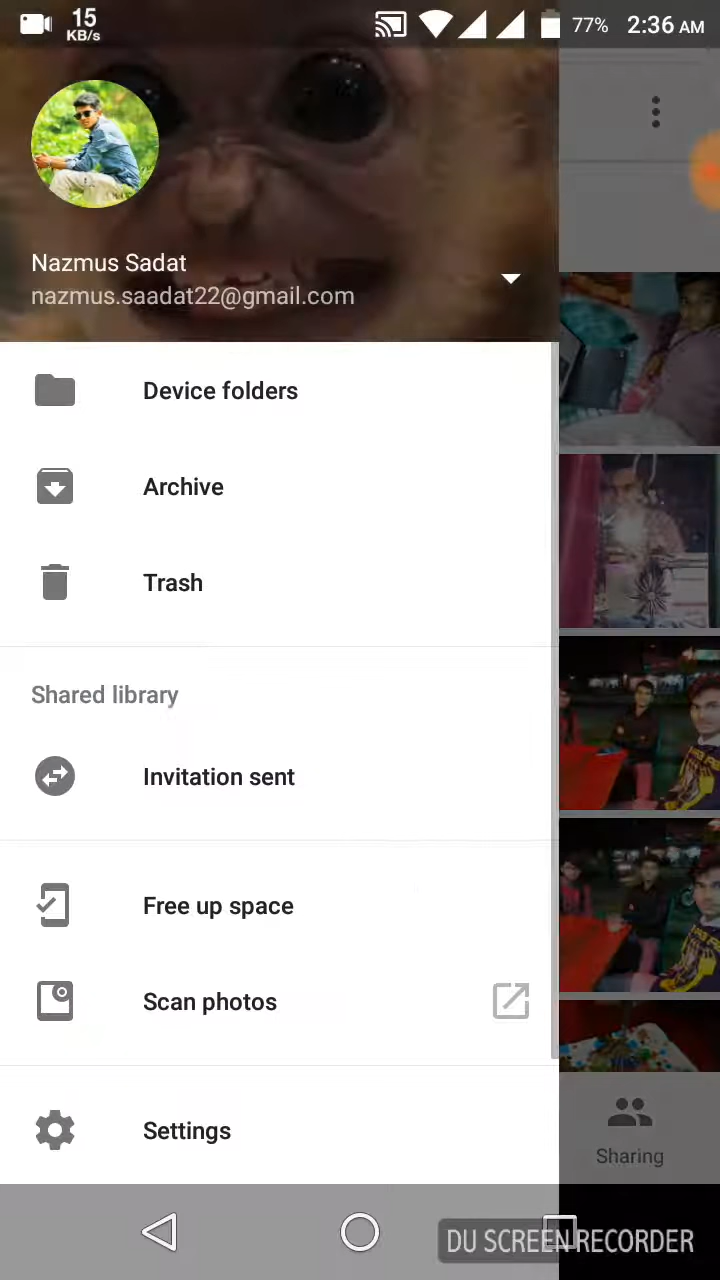 15
KB/s
77%
2:36 AM
Nazmus Sadat
nazmus.saadat22@gmail.com
Device folders
Archive
Trash
Shared library
Invitation sent
Free up space
Scan photos
Settings
Sharing
DU SCREEN RECORDER